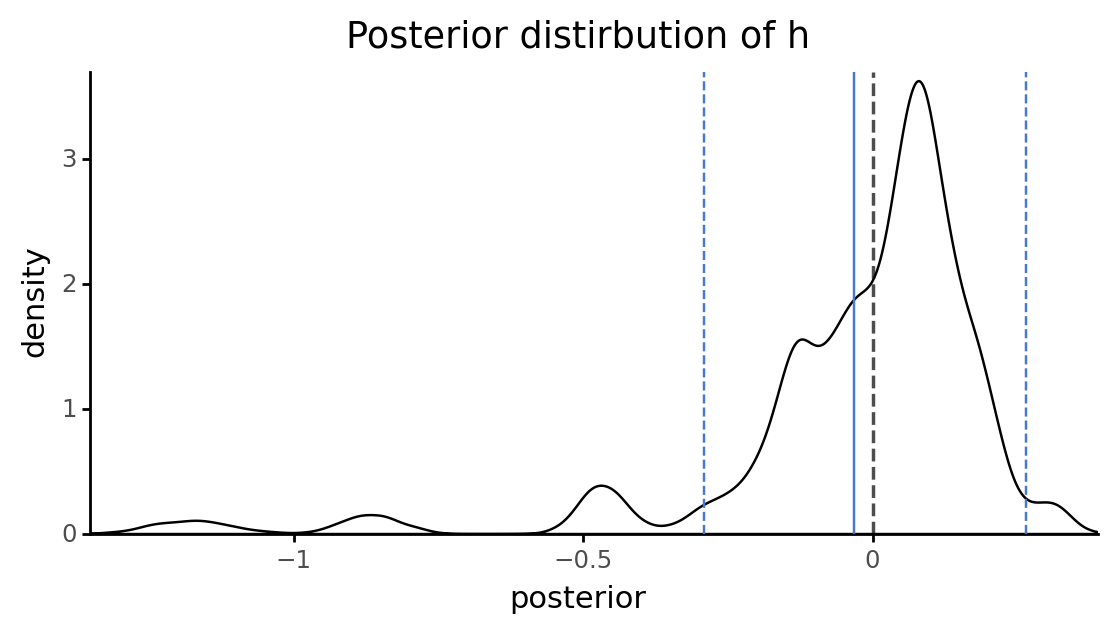 Posterior distirbution of h
density
3
2
1
0
−1
−0.5
0
posterior